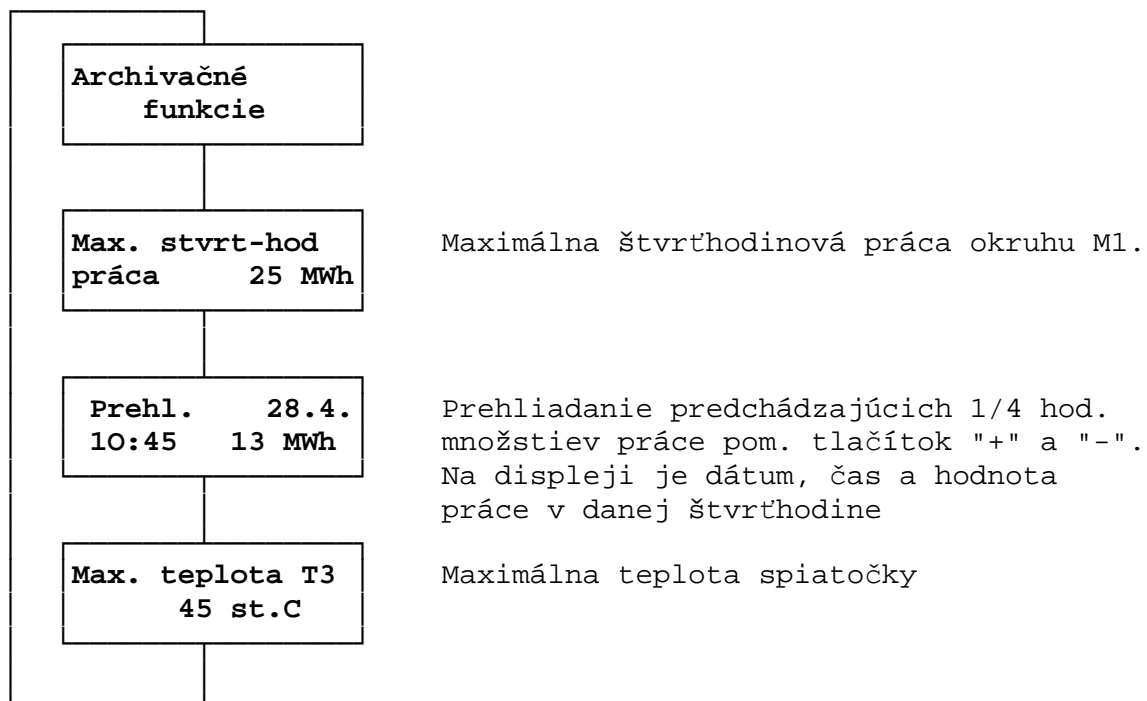 Archivačné
funkcie
Max. stvrt-hod
práca 25 MWh
Maximálna štvrťhodinová práca okruhu M1.
Prehl. 28.4.
10:45 13 MWh
Prehliadanie predchádzajúcich 1/4 hod.
množstiev práce pom. tlačítok "+" a "-".
Na displeji je dátum, čas a hodnota
práce v danej štvrťhodine
Max. teplota T3
45 st.C
Maximálna teplota spiatočky